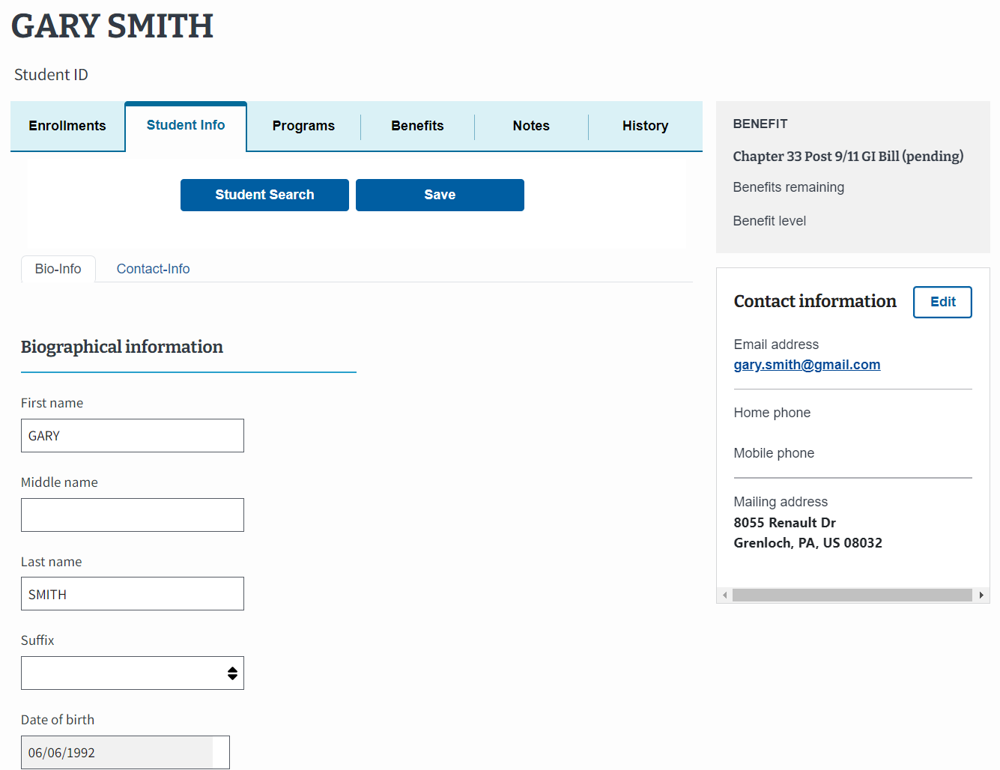 GARY SMITH
Student ID
Enrollments
Student Info
Programs
Benefits
Notes
History
Student Search
Save
Bio-Info
Contact-Info
Biographical information
First name
GARY
Middle name
Last name
SMITH
Suffix
Date of birth
06/06/1992
BENEFIT
Chapter 33 Post 9/11 GI Bill (pending)
Benefits remaining
Benefit level
Contact information
Edit
Email address
gary.smith@gmail.com
Home phone
Mobile phone
Mailing address
8055 Renault Dr
Grenloch, PA, US 08032